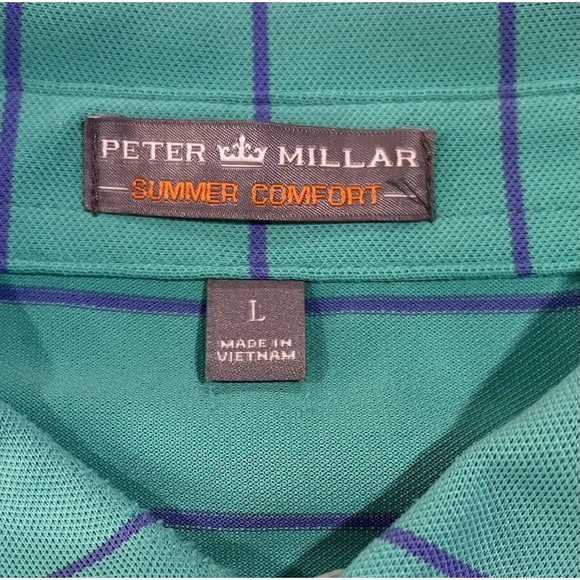 PETER MILLAR
SUMMER COMFORT
L
MADE IN
VIETNAM